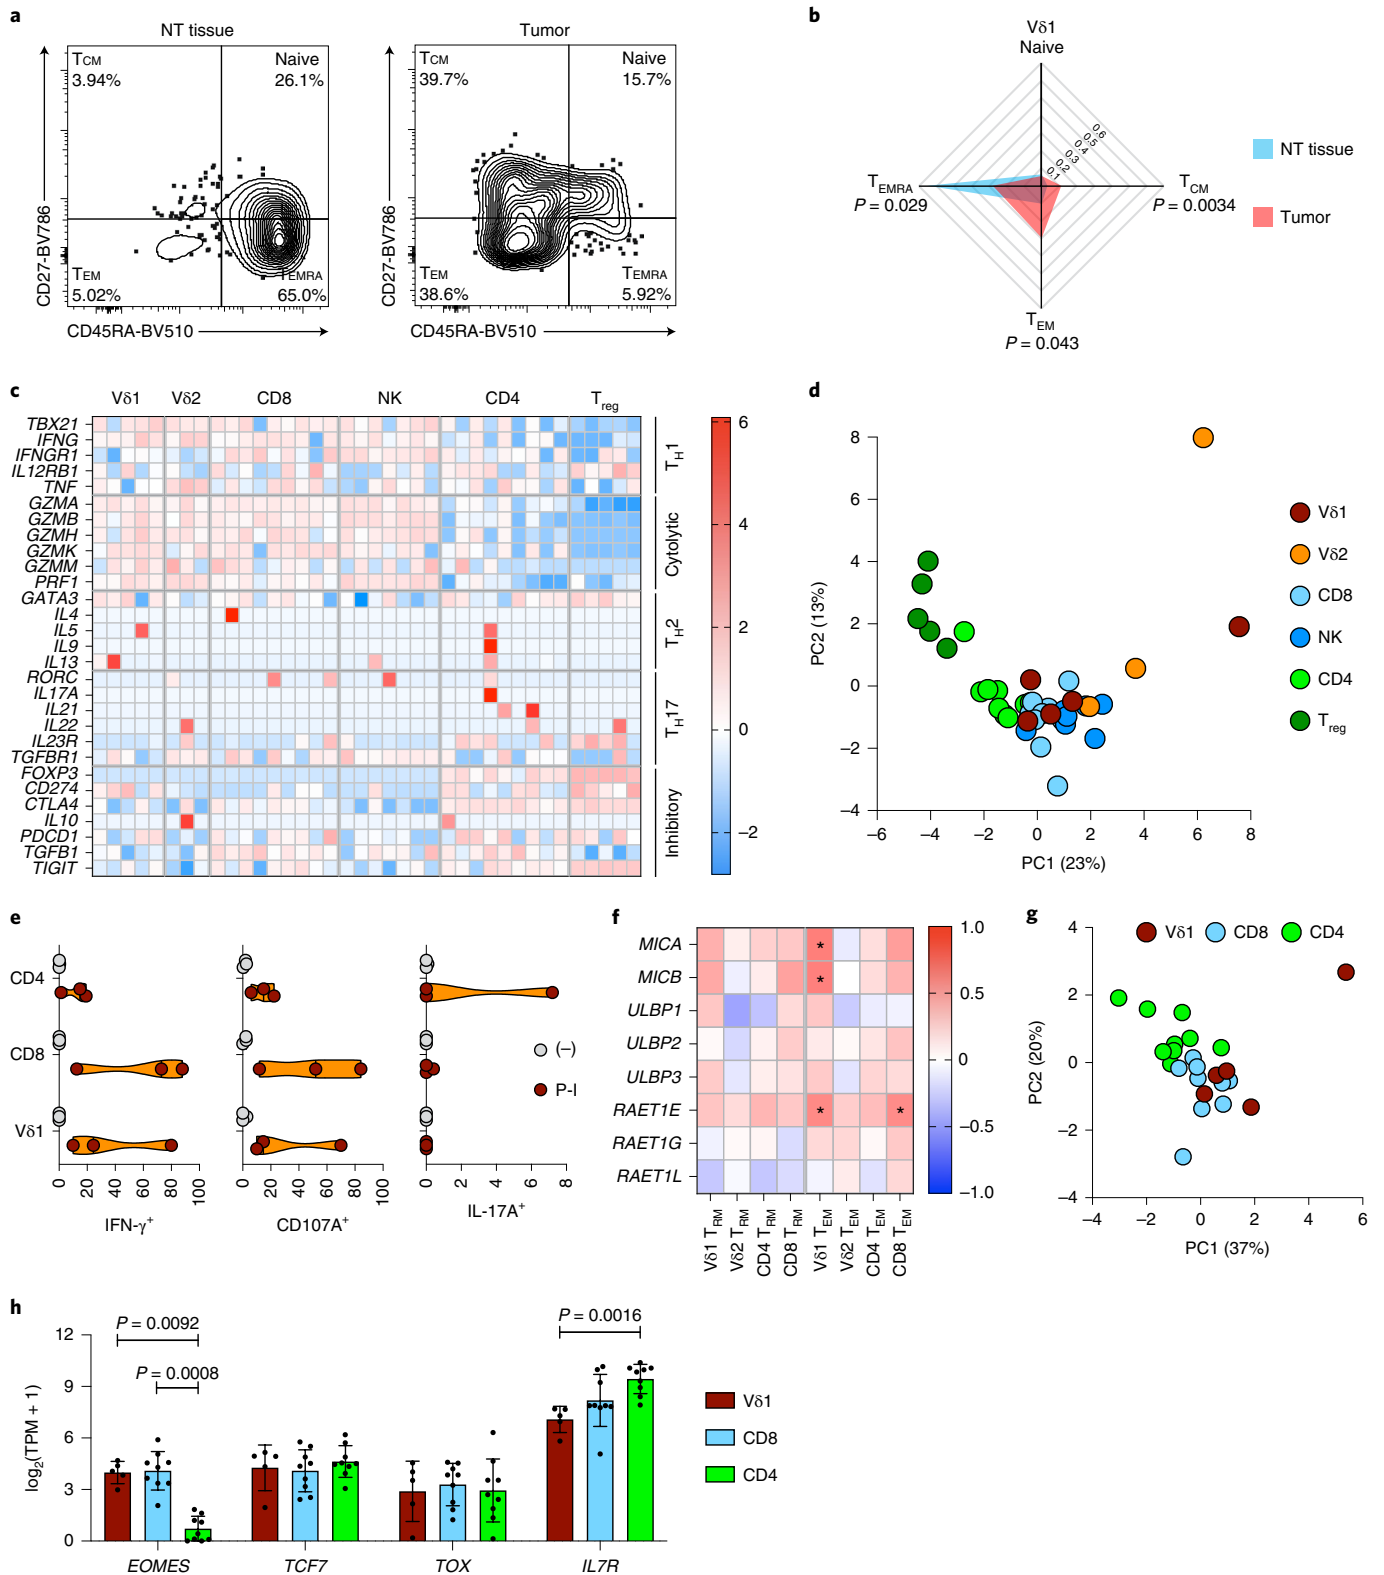 a
NT tissue
Tumor
TCM
3.94%
Naive
26.1%
TEM
5.02%
TEMRA
65.0%
CD27-BV786
CD45RA-BV510
TCM
39.7%
Naive
15.7%
TEM
38.6%
TEMRA
5.92%
CD27-BV786
CD45RA-BV510
b
Vδ1
Naive
0.6
0.5
0.4
0.3
0.2
0.1
TEMRA
P = 0.029
TCM
P = 0.0034
TEM
P = 0.043
NT tissue
Tumor
c
Vδ1 Vδ2 CD8 NK CD4 Treg
TBX21
IFNG
IFNGR1
IL12RB1
TNF
GZMA
GZMB
GZMH
GZMK
GZMM
PRF1
GATA3
IL4
IL5
IL9
IL13
RORC
IL17A
IL21
IL22
IL23R
TGFBR1
FOXP3
CD274
CTLA4
IL10
PDCD1
TGFB1
TIGIT
TH1
Cytolytic
TH2
TH17
Inhibitory
6
4
2
0
−2
d
8
6
4
2
0
−2
−4
PC2 (13%)
−6 −4 −2 0 2 4 6 8
PC1 (23%)
Vδ1
Vδ2
CD8
NK
CD4
Treg
e
CD4
CD8
Vδ1
0 20 40 60 80 100
IFN-γ+
0 20 40 60 80 100
CD107A+
0 2 4 6 8
IL-17A+
(–)
P-I
f
MICA
MICB
ULBP1
ULBP2
ULBP3
RAET1E
RAET1G
RAET1L
* * * *
Vδ1 TRM
Vδ2 TRM
CD4 TRM
CD8 TRM
Vδ1 TEM
Vδ2 TEM
CD4 TEM
CD8 TEM
1.0
0.5
0
−0.5
−1.0
g
Vδ1 CD8 CD4
4
2
0
−2
−4
PC2 (20%)
−4 −2 0 2 4 6
PC1 (37%)
h
P = 0.0092
P = 0.0008
P = 0.0016
12
9
6
3
0
log2(TPM + 1)
EOMES TCF7 TOX IL7R
Vδ1
CD8
CD4